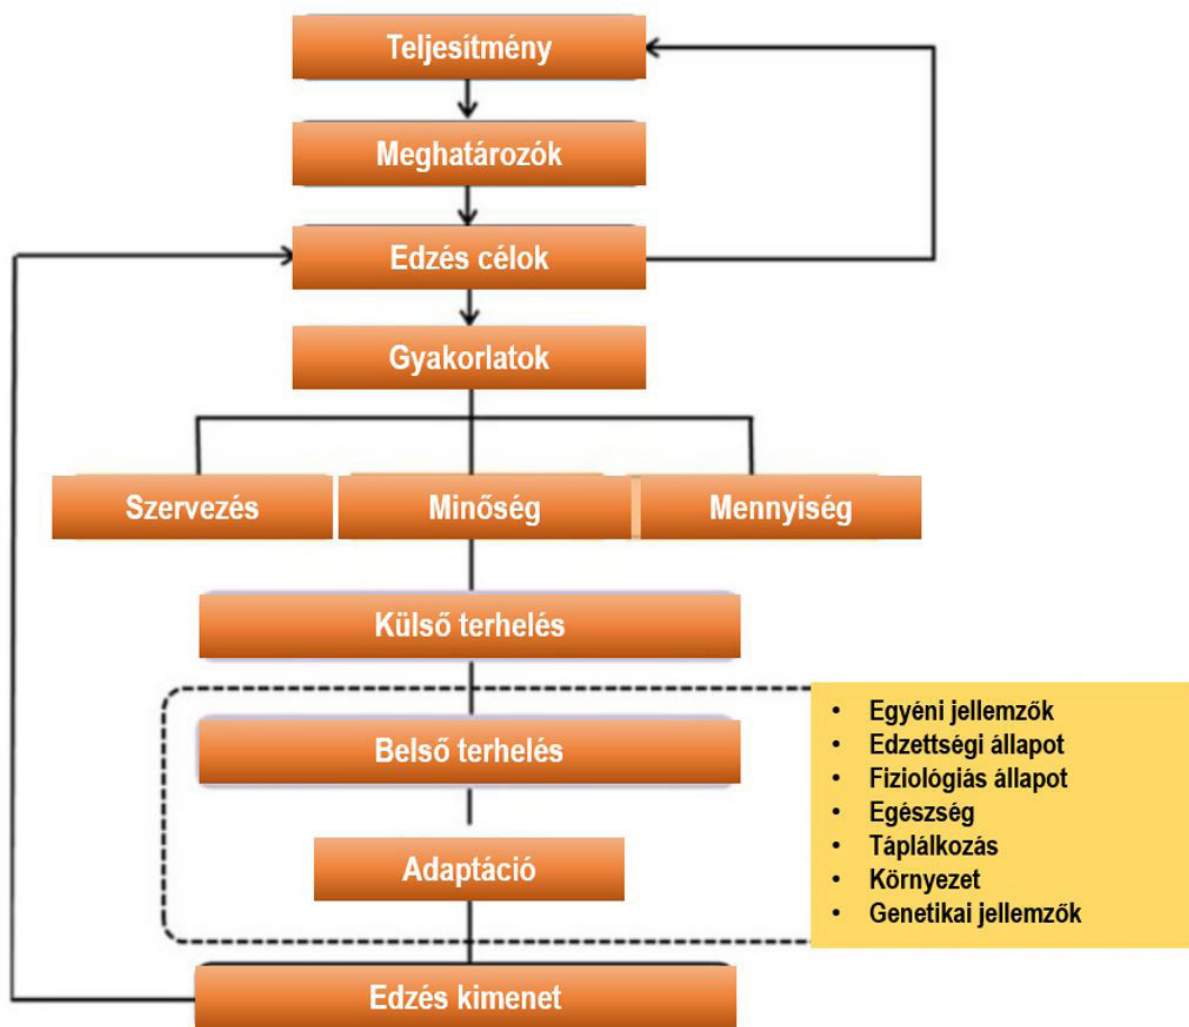 Teljesítmény
Meghatározók
Edzés célok
Gyakorlatok
Szervezés
Minőség
Mennyiség
Külső terhelés
Belső terhelés
Adaptáció
Edzés kimenet
• Egyéni jellemzők
• Edzettségi állapot
• Fiziológiás állapot
• Egészség
• Táplálkozás
• Környezet
• Genetikai jellemzők